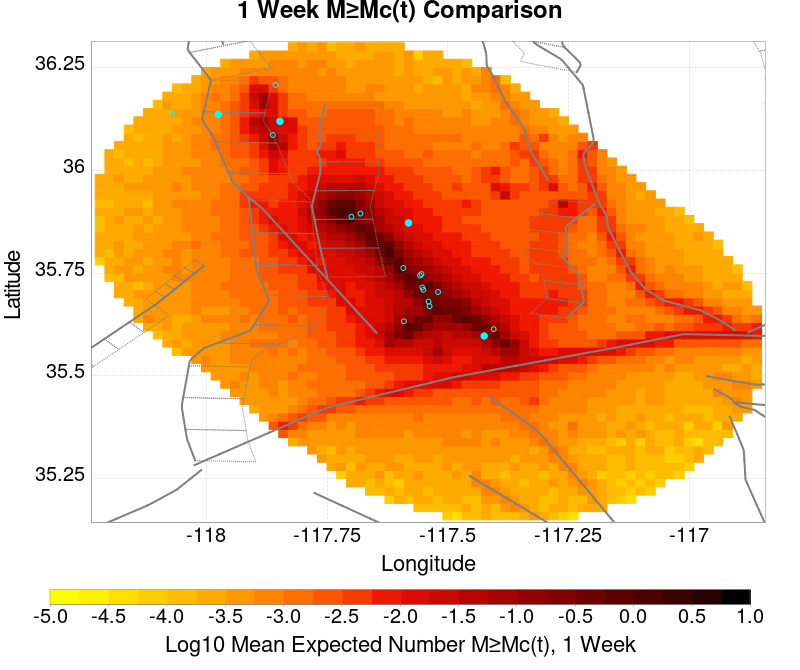 1 Week M≥Mc(t) Comparison
36.25
36
35.75
35.5
35.25
Latitude
-118 -117.75 -117.5 -117.25 -117
Longitude
-5.0 -4.5 -4.0 -3.5 -3.0 -2.5 -2.0 -1.5 -1.0 -0.5 0.0 0.5 1.0
Log10 Mean Expected Number M≥Mc(t), 1 Week